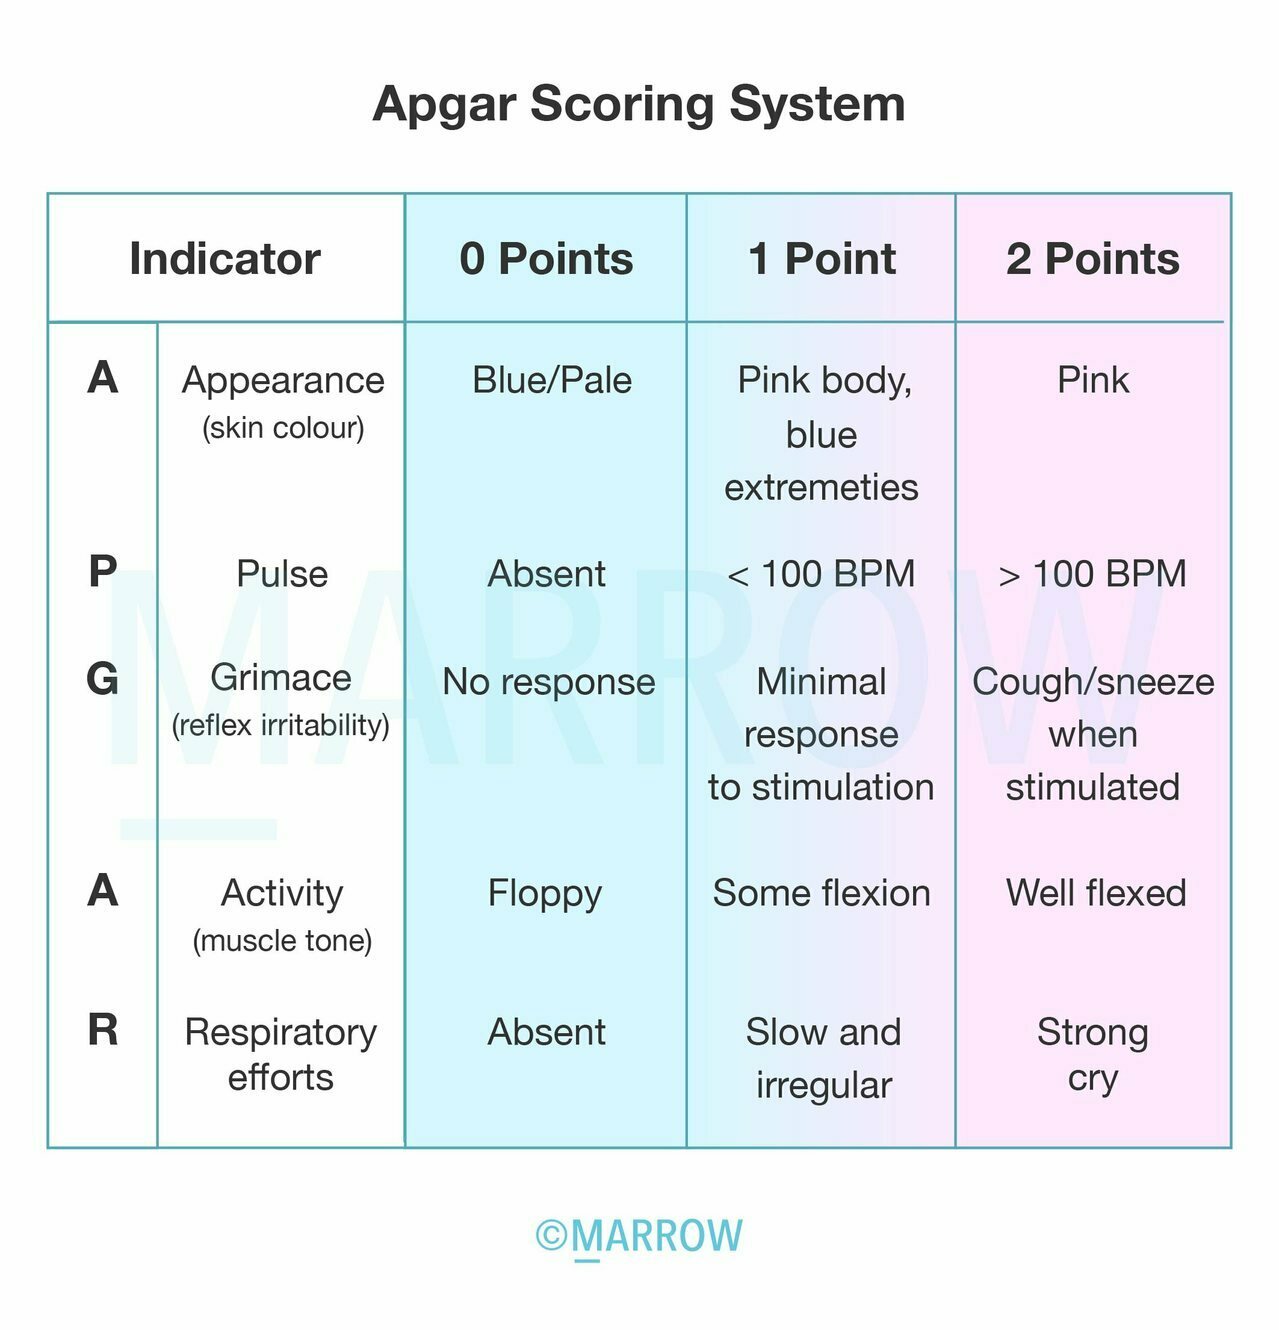 Apgar Scoring System
Indicator 0 Points 1 Point 2 Points
A Appearance Blue/Pale Pink body, Pink
(skin colour) blue
extremeties
P Pulse Absent < 100 BPM > 100 BPM
G Grimace No response Minimal Cough/sneeze
(reflex irritability) response when
to stimulation stimulated
A Activity Floppy Some flexion Well flexed
(muscle tone)
R Respiratory Absent Slow and Strong
efforts irregular cry
MARROW
©MARROW